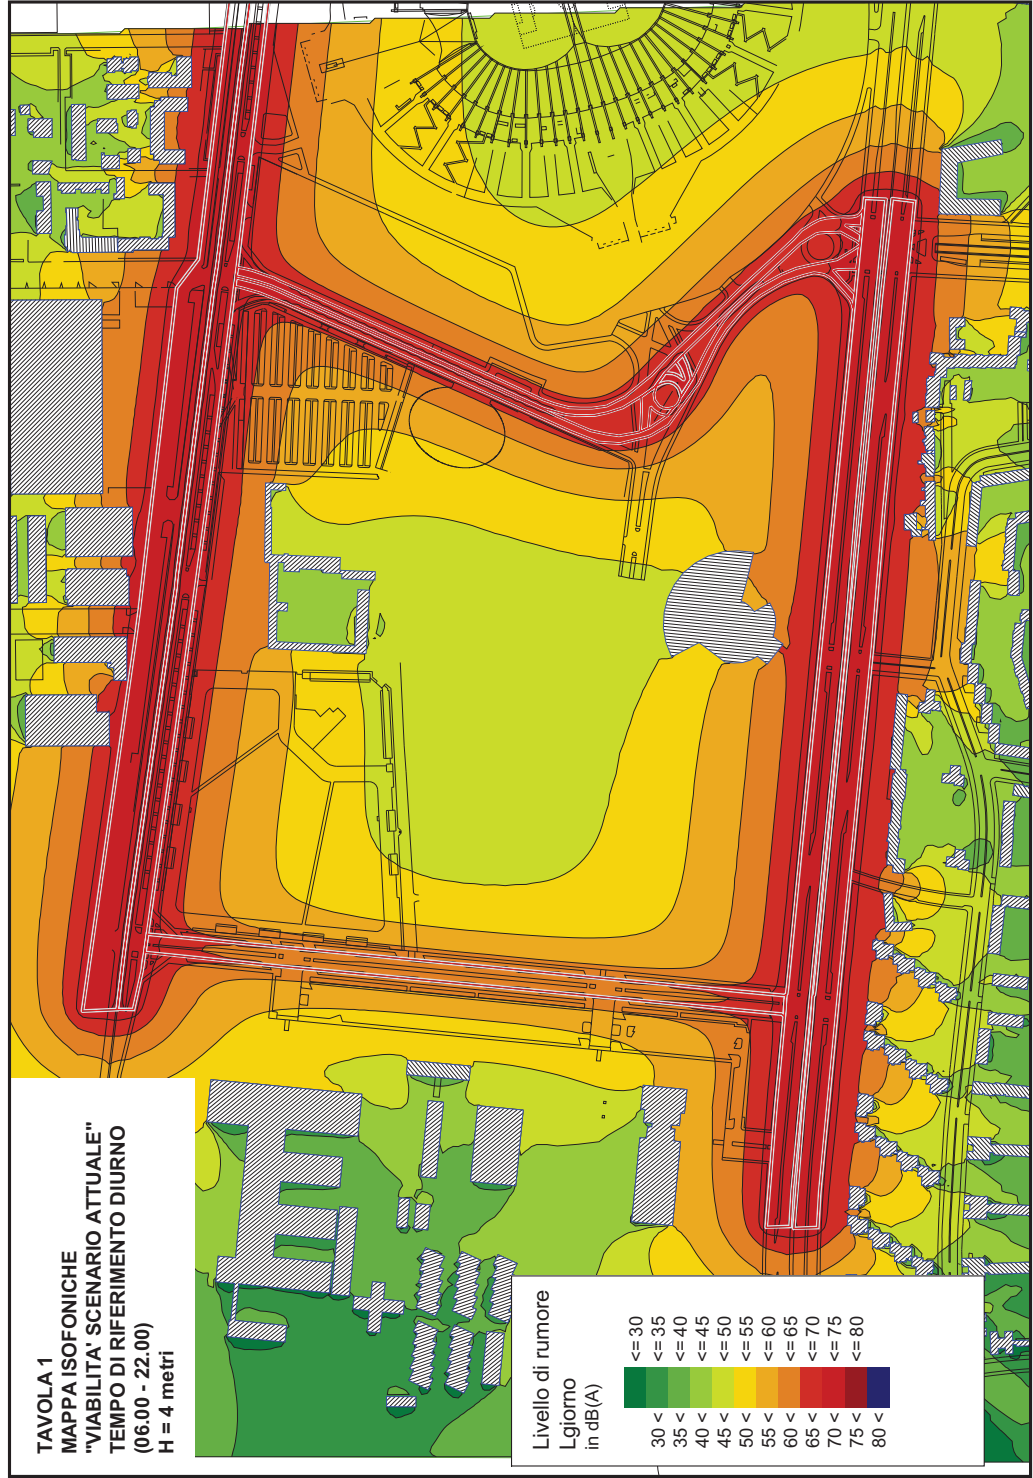 TAVOLA 1
MAPPA ISOFONICHE
"VIABILITA' SCENARIO ATTUALE"
TEMPO DI RIFERIMENTO DIURNO
(06.00 - 22.00)
H = 4 metri
Livello di rumore
Lgiorno
in dB(A)
<= 30
30 < <= 35
35 < <= 40
40 < <= 45
45 < <= 50
50 < <= 55
55 < <= 60
60 < <= 65
65 < <= 70
70 < <= 75
75 < <= 80
80 <